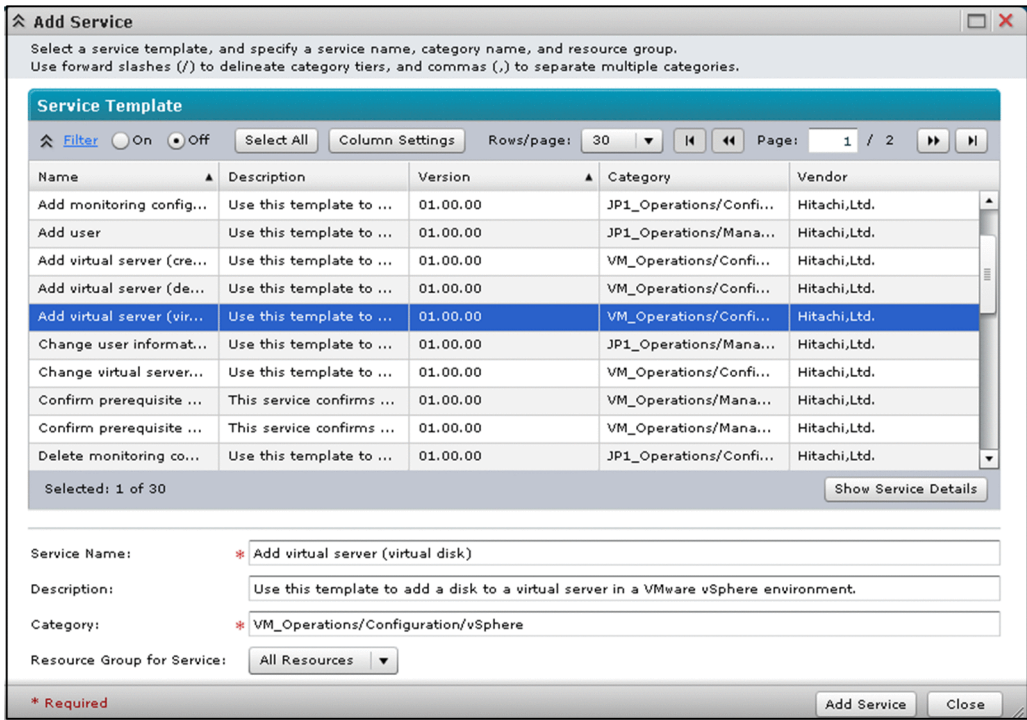 Add Service
Select a service template, and specify a service name, category name, and resource group.
Use forward slashes (/) to delineate category tiers, and commas (,) to separate multiple categories.
Service Template
Filter On Off Select All Column Settings Rows/page: 30 Page: 1 / 2
Name Description Version Category Vendor
Add monitoring config... Use this template to ... 01.00.00 JP1_Operations/Confi... Hitachi,Ltd.
Add user Use this template to ... 01.00.00 JP1_Operations/Mana... Hitachi,Ltd.
Add virtual server (cre... Use this template to ... 01.00.00 VM_Operations/Confi... Hitachi,Ltd.
Add virtual server (de... Use this template to ... 01.00.00 VM_Operations/Confi... Hitachi,Ltd.
Add virtual server (vir... Use this template to ... 01.00.00 VM_Operations/Confi... Hitachi,Ltd.
Change user informat... Use this template to ... 01.00.00 JP1_Operations/Mana... Hitachi,Ltd.
Change virtual server... Use this template to ... 01.00.00 VM_Operations/Confi... Hitachi,Ltd.
Confirm prerequisite ... This service confirms ... 01.00.00 VM_Operations/Mana... Hitachi,Ltd.
Confirm prerequisite ... This service confirms ... 01.00.00 VM_Operations/Mana... Hitachi,Ltd.
Delete monitoring co... Use this template to ... 01.00.00 JP1_Operations/Confi... Hitachi,Ltd.
Selected: 1 of 30 Show Service Details
Service Name: * Add virtual server (virtual disk)
Description: Use this template to add a disk to a virtual server in a VMware vSphere environment.
Category: * VM_Operations/Configuration/vSphere
Resource Group for Service: All Resources
* Required Add Service Close